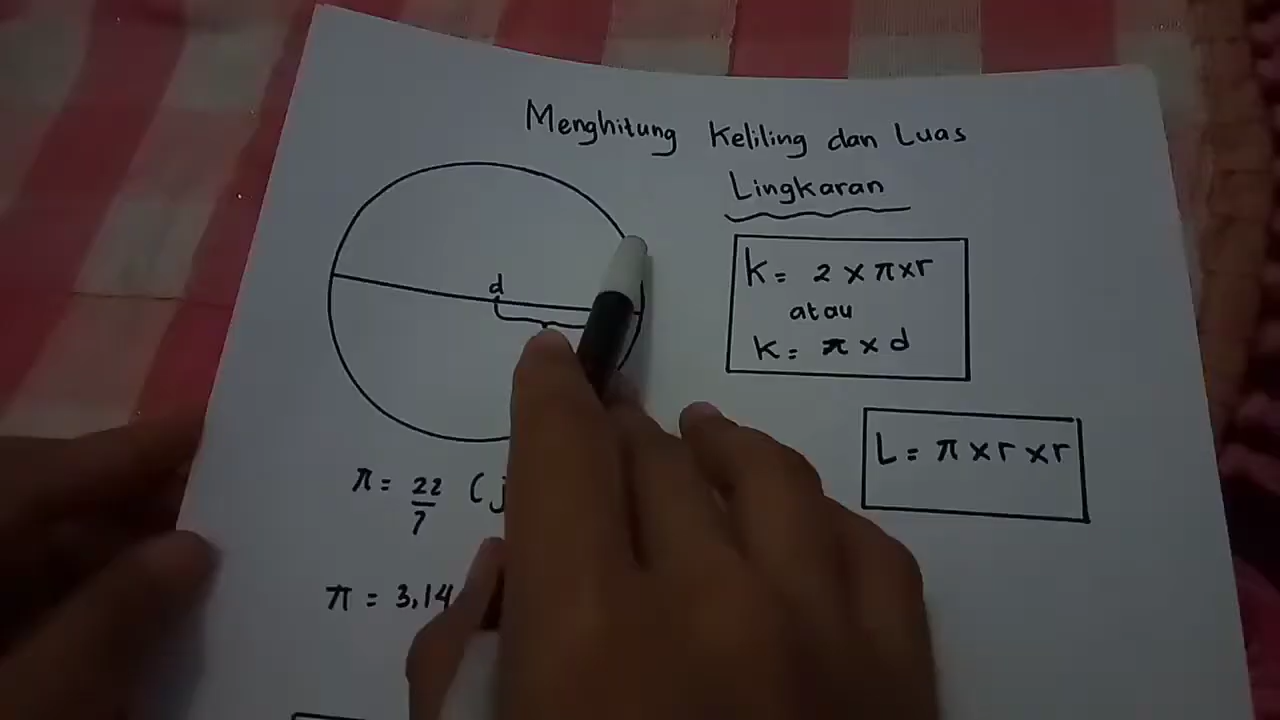 Menghitung Keliling dan Luas
Lingkaran
d
K = 2 x π x r
atau
K = π x d
L = π x r x r
π = 22/7 (j
π = 3,14